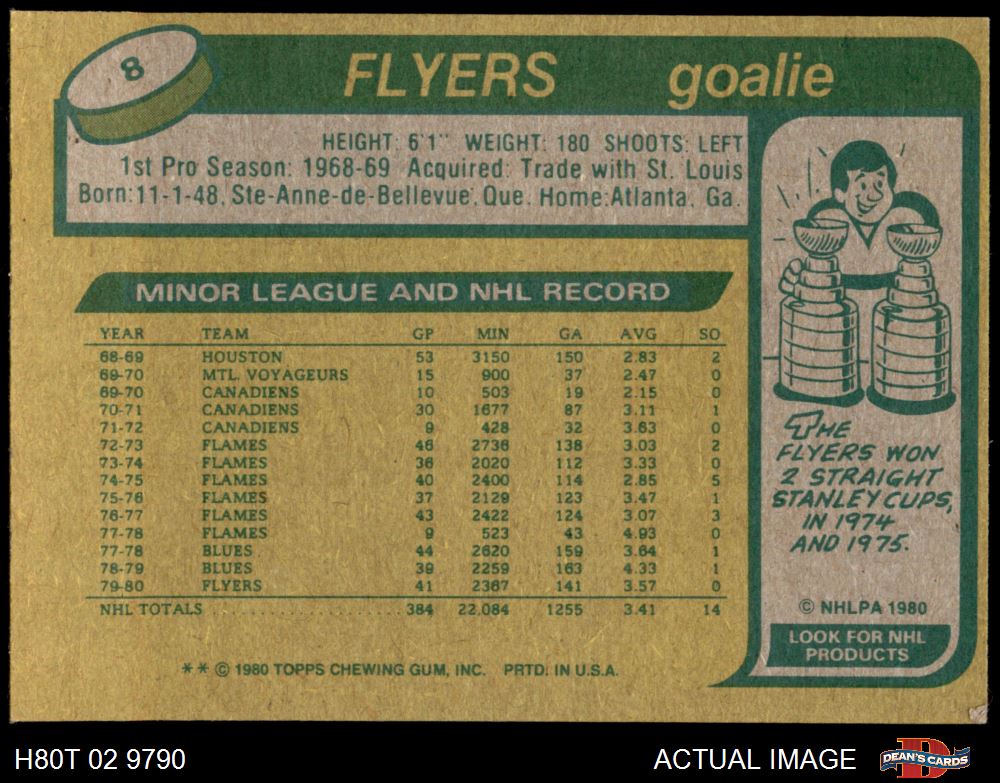 8
FLYERS goalie
HEIGHT: 6'1" WEIGHT: 180 SHOOTS: LEFT
1st Pro Season: 1968-69 Acquired: Trade with St. Louis
Born: 11-1-48, Ste-Anne-de-Bellevue, Que. Home: Atlanta, Ga.
MINOR LEAGUE AND NHL RECORD
YEAR TEAM GP MIN GA AVG SO
68-69 HOUSTON 53 3150 150 2.83 2
69-70 MTL. VOYAGEURS 15 900 37 2.47 0
69-70 CANADIENS 10 503 19 2.15 0
70-71 CANADIENS 30 1677 87 3.11 1
71-72 CANADIENS 9 428 32 3.63 0
72-73 FLAMES 46 2736 138 3.03 2
73-74 FLAMES 36 2020 112 3.33 0
74-75 FLAMES 40 2400 114 2.85 5
75-76 FLAMES 37 2129 123 3.47 1
76-77 FLAMES 43 2422 124 3.07 3
77-78 FLAMES 9 523 43 4.93 0
77-78 BLUES 44 2620 159 3.64 1
78-79 BLUES 39 2259 163 4.33 1
79-80 FLYERS 41 2367 141 3.57 0
NHL TOTALS . . . . . . . . . . . . . . . . . . . . 384 22,084 1255 3.41 14
** © 1980 TOPPS CHEWING GUM, INC. PRTD. IN U.S.A.
THE
FLYERS WON
2 STRAIGHT
STANLEY CUPS,
IN 1974
AND 1975.
© NHLPA 1980
LOOK FOR NHL
PRODUCTS
H80T 02 9790 ACTUAL IMAGE
DEAN'S CARDS